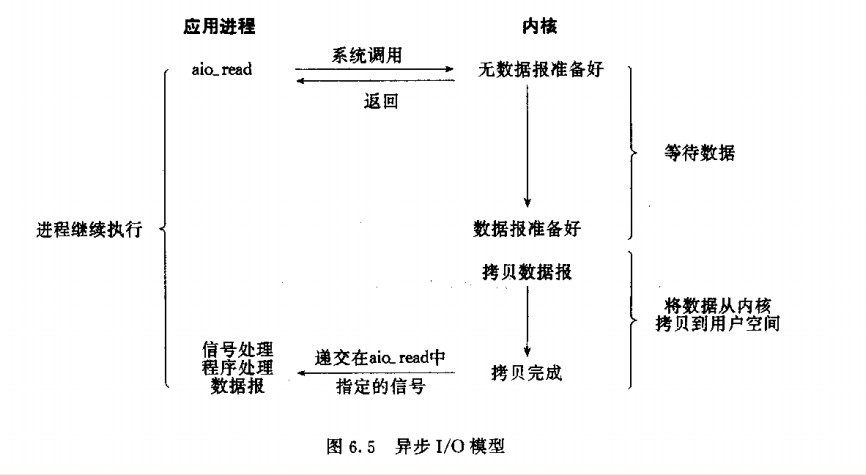 应用进程
内核
系统调用
aio_read
无数据报准备好
返回
等待数据
进程继续执行
数据报准备好
拷贝数据报
将数据从内核
拷贝到用户空间
信号处理
程序处理
数据报
递交在aio_read中
指定的信号
拷贝完成
图 6.5 异步 I/O 模型